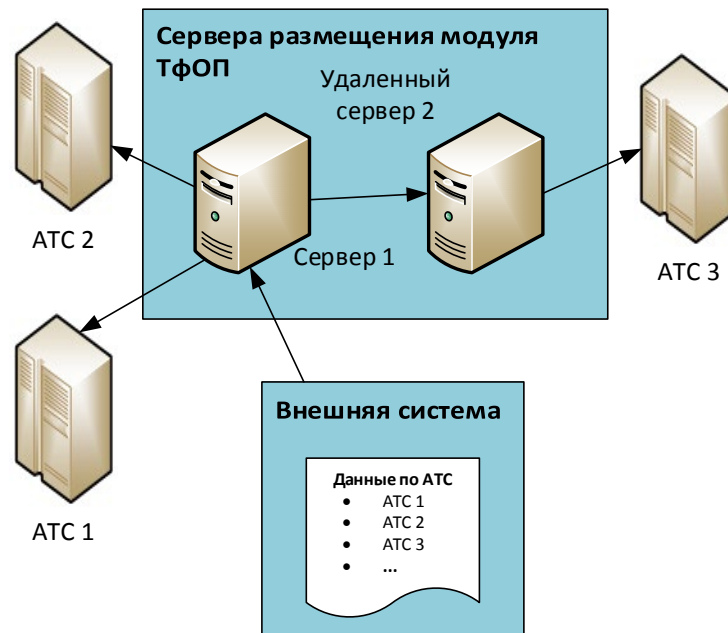 Сервера размещения модуля
ТфОП
Удаленный
сервер 2
АТС 2
Сервер 1
АТС 3
АТС 1
Внешняя система
Данные по АТС
• АТС 1
• АТС 2
• АТС 3
• ...